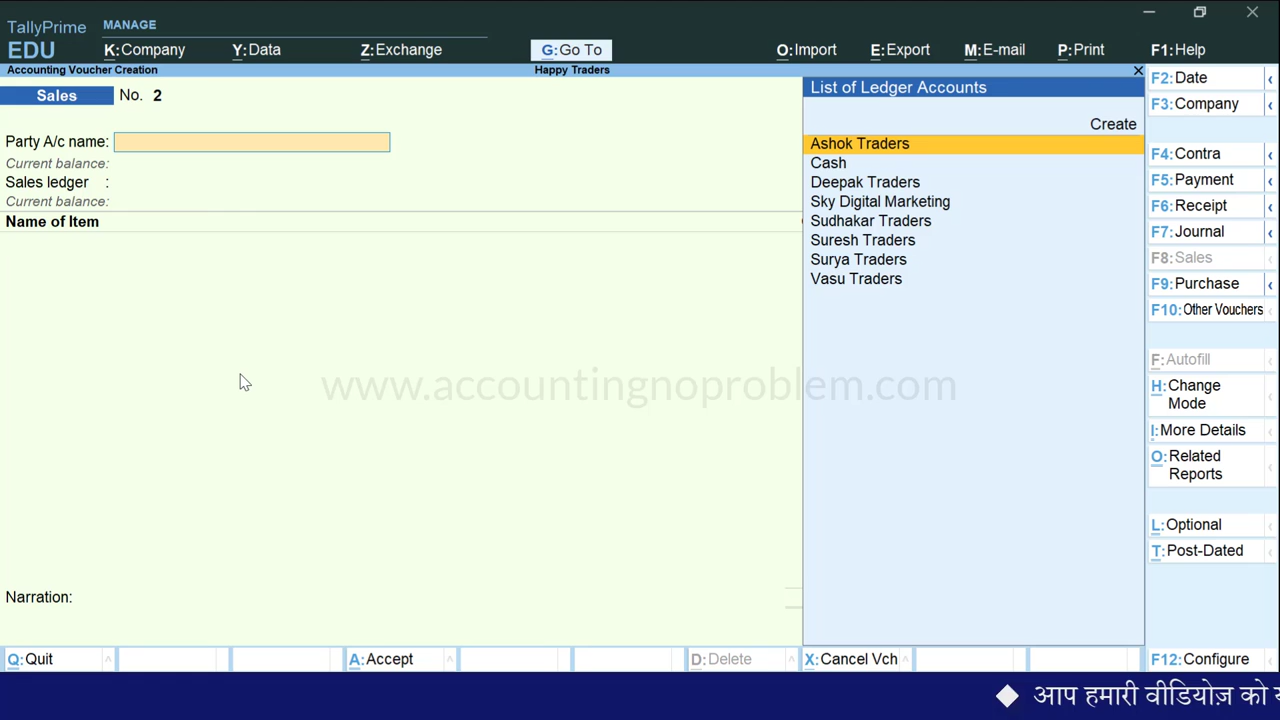 TallyPrime
EDU
MANAGE
K:Company
Y:Data
Z:Exchange
G:Go To
O:Import
E:Export
M:E-mail
P:Print
F1:Help
Accounting Voucher Creation
Happy Traders
Sales No. 2
Party A/c name:
Current balance:
Sales ledger :
Current balance:
Name of Item
Narration:
List of Ledger Accounts
Create
Ashok Traders
Cash
Deepak Traders
Sky Digital Marketing
Sudhakar Traders
Suresh Traders
Surya Traders
Vasu Traders
www.accountingnoproblem.com
F2:Date
F3:Company
F4:Contra
F5:Payment
F6:Receipt
F7:Journal
F8:Sales
F9:Purchase
F10:Other Vouchers
F:Autofill
H:Change
Mode
I:More Details
O:Related
Reports
L:Optional
T:Post-Dated
Q:Quit
A:Accept
D:Delete
X:Cancel Vch
F12:Configure
◆ आप हमारी वीडियोज़ को